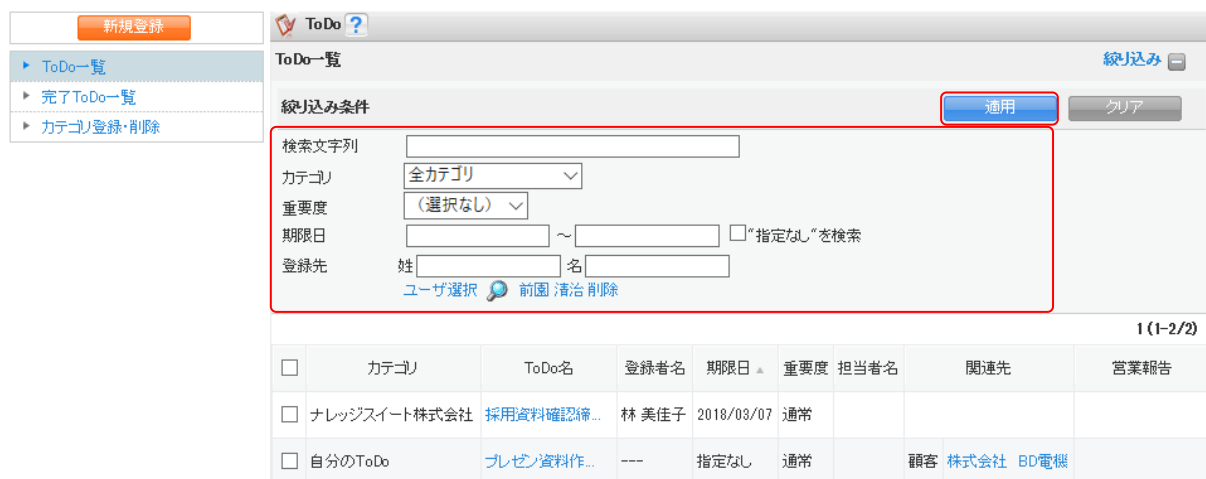 新規登録
ToDo一覧
完了ToDo一覧
カテゴリ登録・削除
ToDo ?
ToDo一覧 絞り込み
絞り込み条件 適用 クリア
検索文字列
カテゴリ 全カテゴリ
重要度 (選択なし)
期限日 ～ "指定なし"を検索
登録先 姓 名
ユーザ選択 前園 清治 削除
1 (1-2/2)
カテゴリ ToDo名 登録者名 期限日 ▲ 重要度 担当者名 関連先 営業報告
ナレッジスイート株式会社 採用資料確認締... 林 美佳子 2018/03/07 通常
自分のToDo プレゼン資料作... --- 指定なし 通常 顧客 株式会社 BD電機